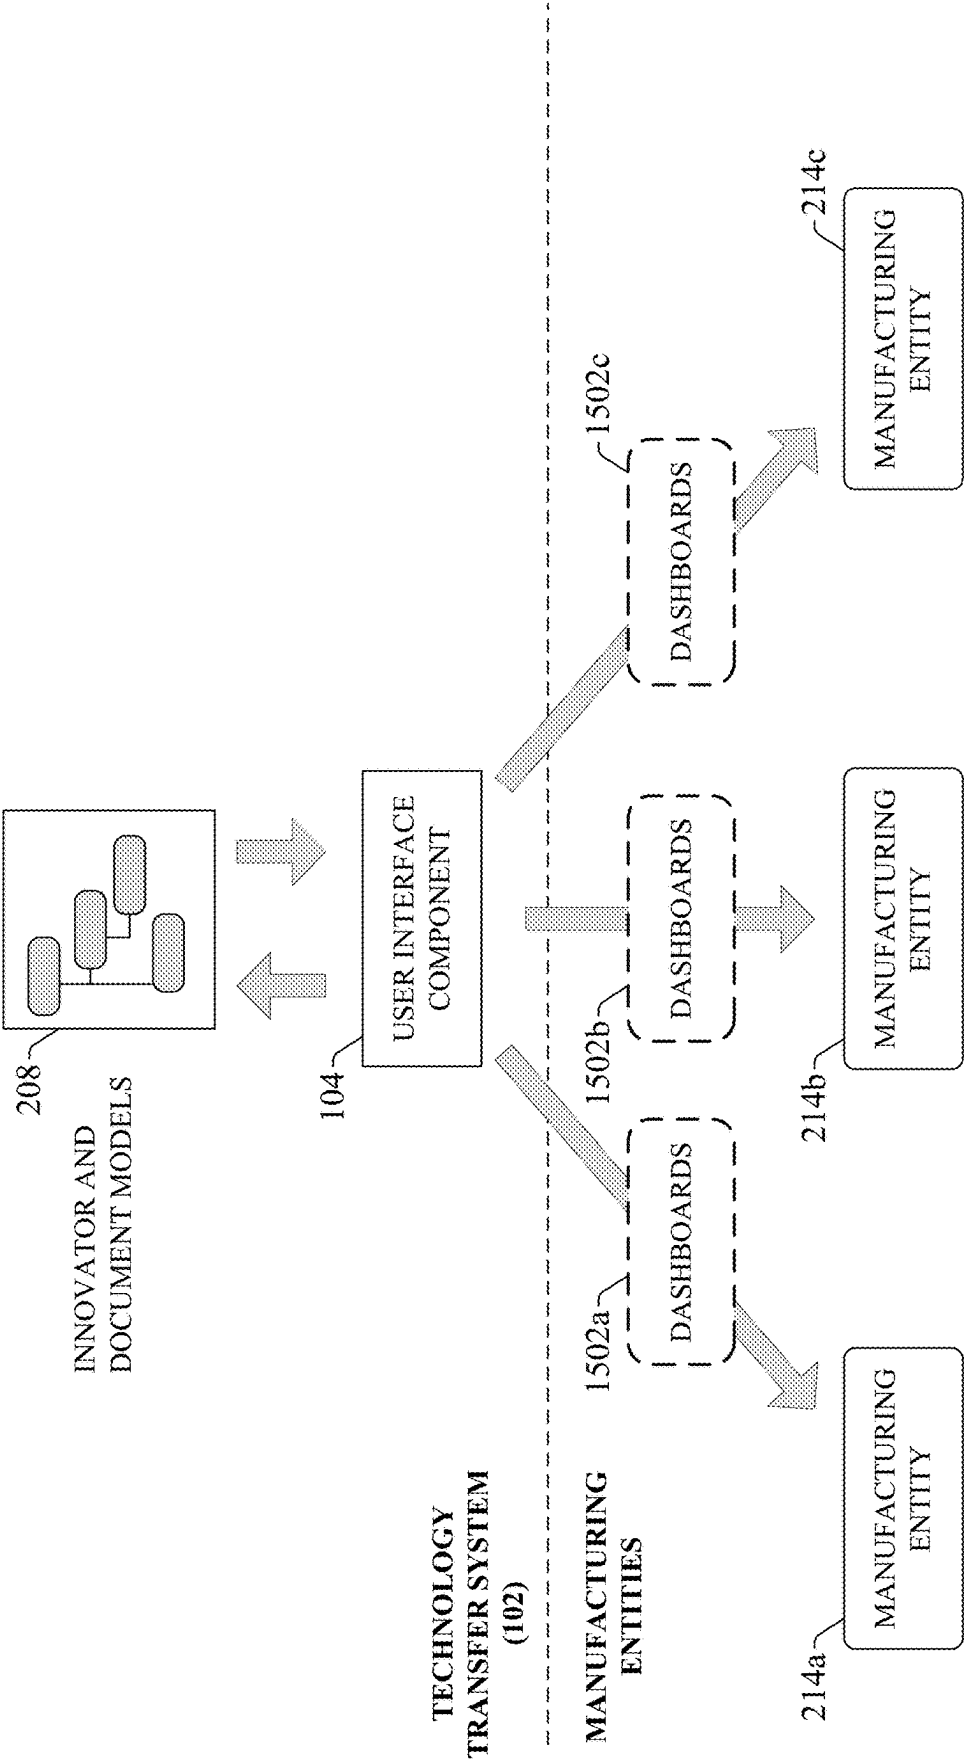 208
INNOVATOR AND
DOCUMENT MODELS
104
USER INTERFACE
COMPONENT
TECHNOLOGY
TRANSFER SYSTEM
(102)
MANUFACTURING
ENTITIES
1502a
DASHBOARDS
1502b
DASHBOARDS
1502c
DASHBOARDS
214a
MANUFACTURING
ENTITY
214b
MANUFACTURING
ENTITY
214c
MANUFACTURING
ENTITY